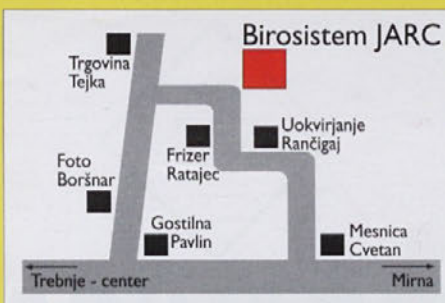 Birosistem JARC
Trgovina
Tejka
Uokvirjanje
Rančigaj
Frizer
Ratajec
Foto
Boršnar
Gostilna
Pavlin
Mesnica
Cvetan
Trebnje - center
Mirna